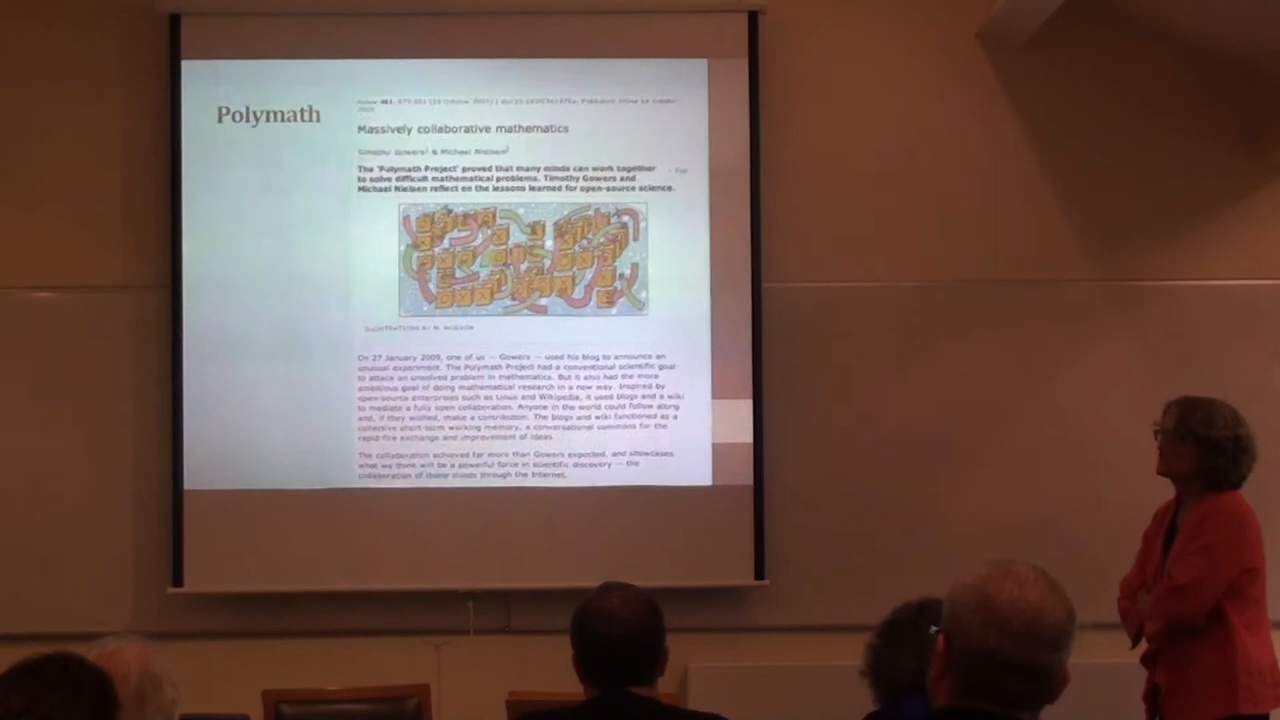 Polymath
Massively collaborative mathematics
Timothy Gowers1 & Michael Nielsen2
The 'Polymath Project' proved that many minds can work together
to solve difficult mathematical problems. Timothy Gowers and
Michael Nielsen reflect on the lessons learned for open-source science.
ILLUSTRATIONS BY M. HODSON
On 27 January 2009, one of us — Gowers — used his blog to announce an
unusual experiment. The Polymath Project had a conventional scientific goal:
to attack an unsolved problem in mathematics. But it also had the more
ambitious goal of doing mathematical research in a new way. Inspired by
open-source enterprises such as Linux and Wikipedia, it used blogs and a wiki
to mediate a fully open collaboration. Anyone in the world could follow along
and, if they wished, make a contribution. The blogs and wiki functioned as a
collective short-term working memory, a conversational commons for the
rapid-fire exchange and improvement of ideas.
The collaboration achieved far more than Gowers expected, and showcases
what we think will be a powerful force in scientific discovery — the
collaboration of many minds through the Internet.